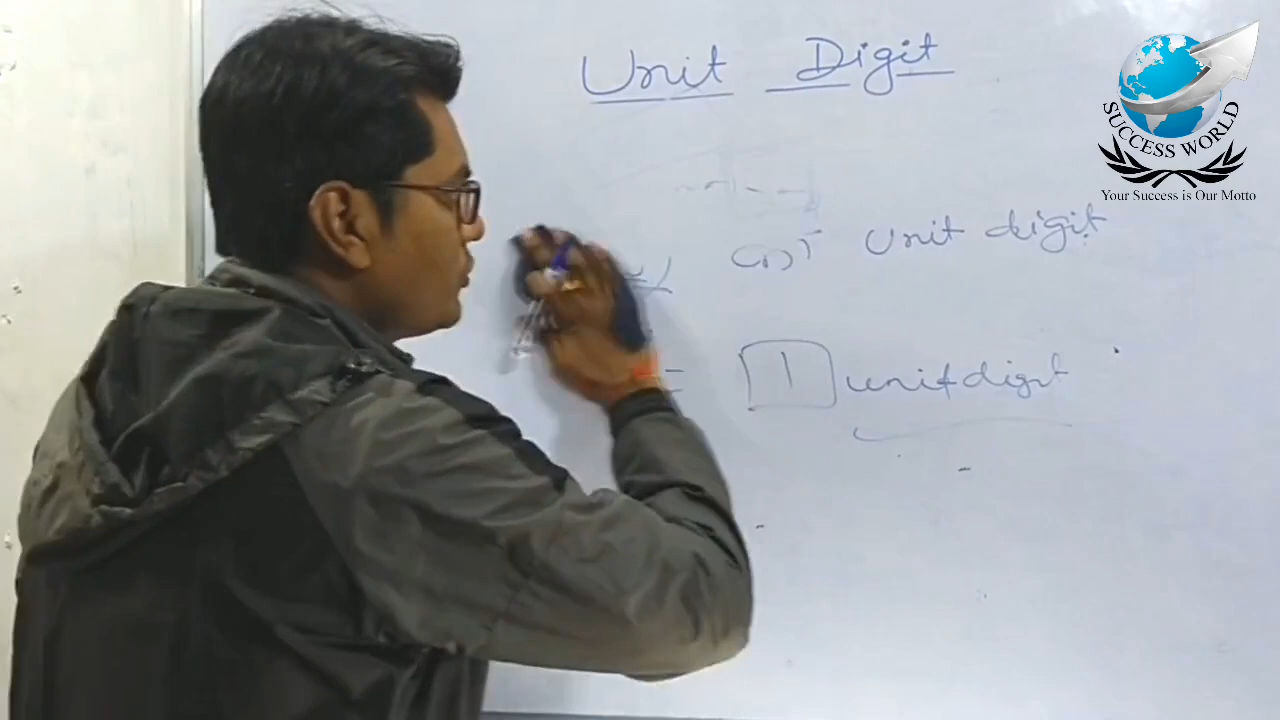 Unit Digit
Unit digit
= 1 unit digit
SUCCESS WORLD
Your Success is Our Motto